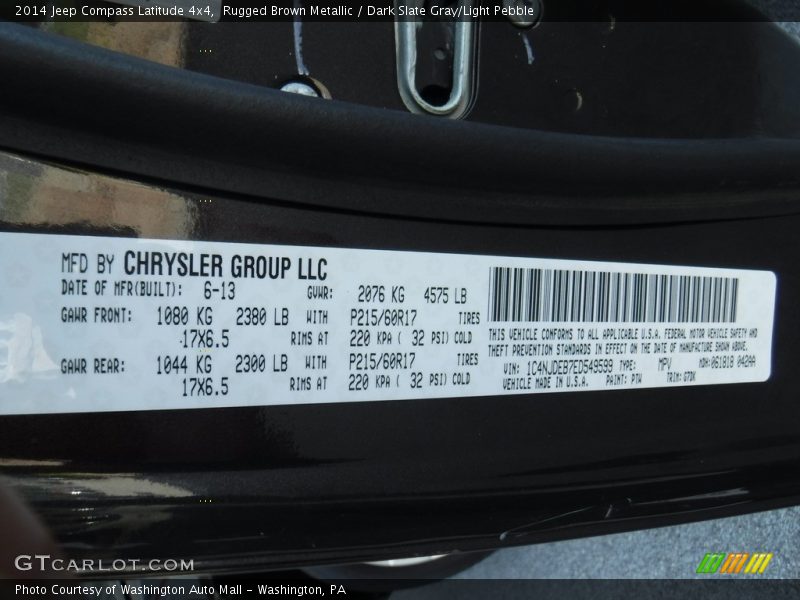 2014 Jeep Compass Latitude 4x4, Rugged Brown Metallic / Dark Slate Gray/Light Pebble
MFD BY CHRYSLER GROUP LLC
DATE OF MFR(BUILT): 6-13 GVWR: 2076 KG 4575 LB
GAWR FRONT: 1080 KG 2380 LB WITH P215/60R17 TIRES
17X6.5 RIMS AT 220 KPA ( 32 PSI) COLD
GAWR REAR: 1044 KG 2300 LB WITH P215/60R17 TIRES
17X6.5 RIMS AT 220 KPA ( 32 PSI) COLD
THIS VEHICLE CONFORMS TO ALL APPLICABLE U.S.A. FEDERAL MOTOR VEHICLE SAFETY AND
THEFT PREVENTION STANDARDS IN EFFECT ON THE DATE OF MANUFACTURE SHOWN ABOVE.
VIN: 1C4NJDEB7ED549599 TYPE: MPV MDH:061818 042AA
VEHICLE MADE IN U.S.A. PAINT: PTW TRIM: G7DK
GTCARLOT.COM
Photo Courtesy of Washington Auto Mall - Washington, PA